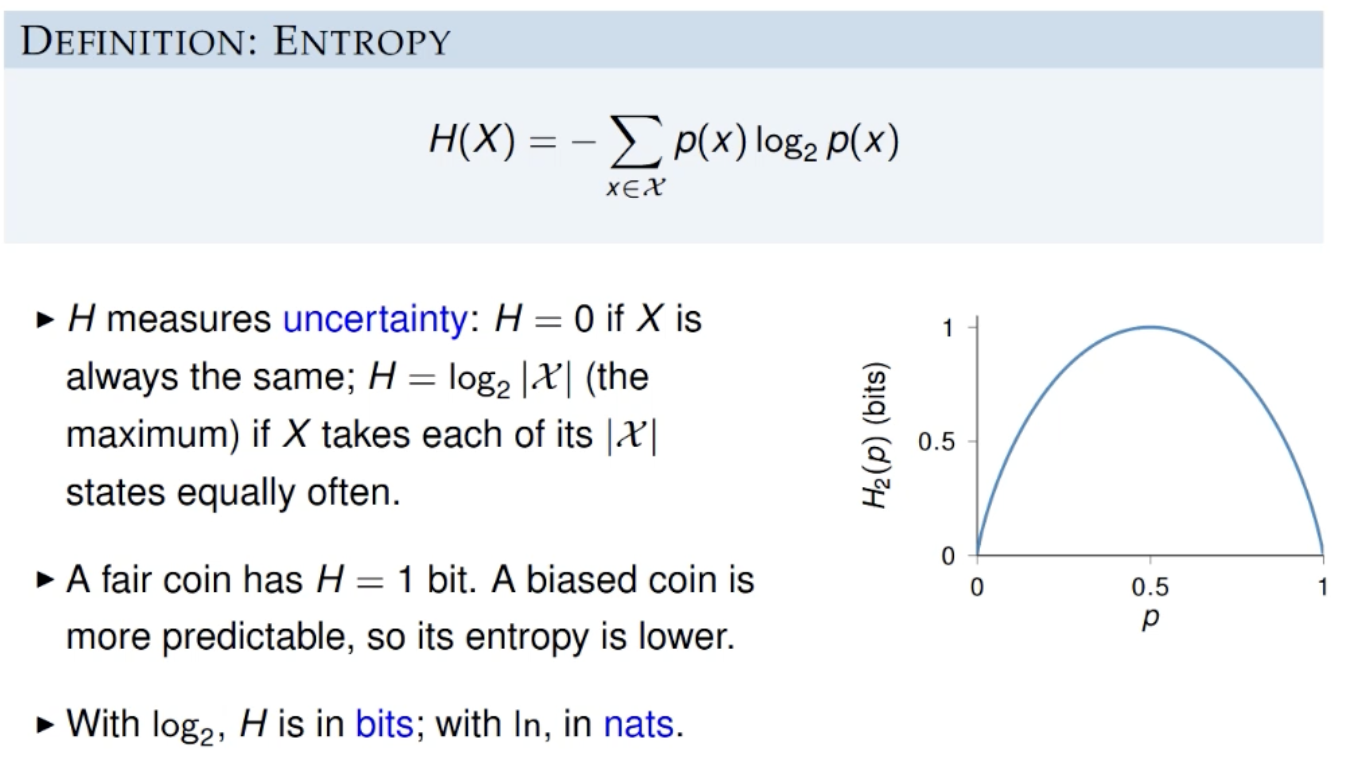 DEFINITION: ENTROPY
H(X) = − ∑ p(x) log₂ p(x)
x∈𝒳
▸ H measures uncertainty: H = 0 if X is
always the same; H = log₂ |𝒳| (the
maximum) if X takes each of its |𝒳|
states equally often.
▸ A fair coin has H = 1 bit. A biased coin is
more predictable, so its entropy is lower.
▸ With log₂, H is in bits; with ln, in nats.
H₂(p) (bits)
1
0.5
0
0 0.5 1
p